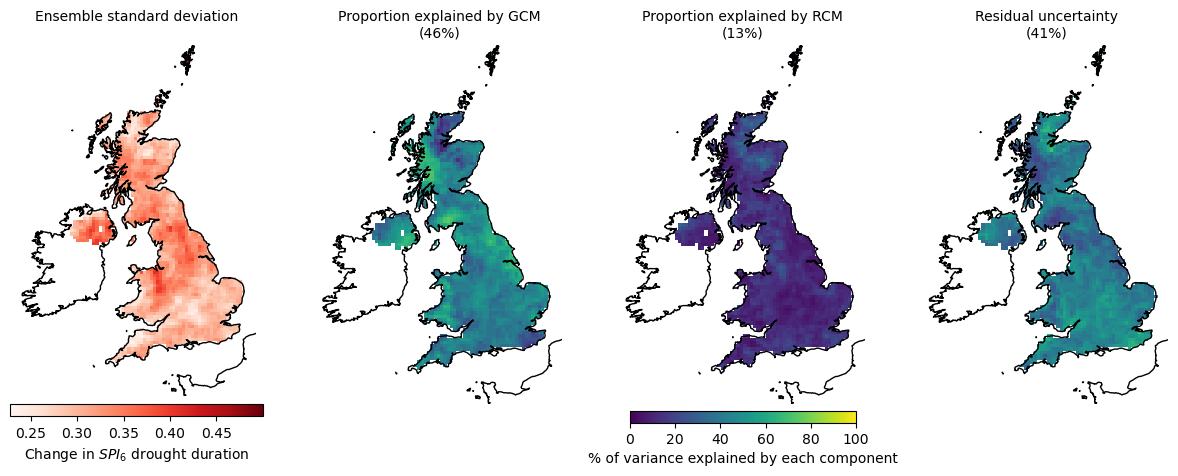 Ensemble standard deviation
Proportion explained by GCM
(46%)
Proportion explained by RCM
(13%)
Residual uncertainty
(41%)
0.25 0.30 0.35 0.40 0.45
Change in SPI₆ drought duration
0 20 40 60 80 100
% of variance explained by each component